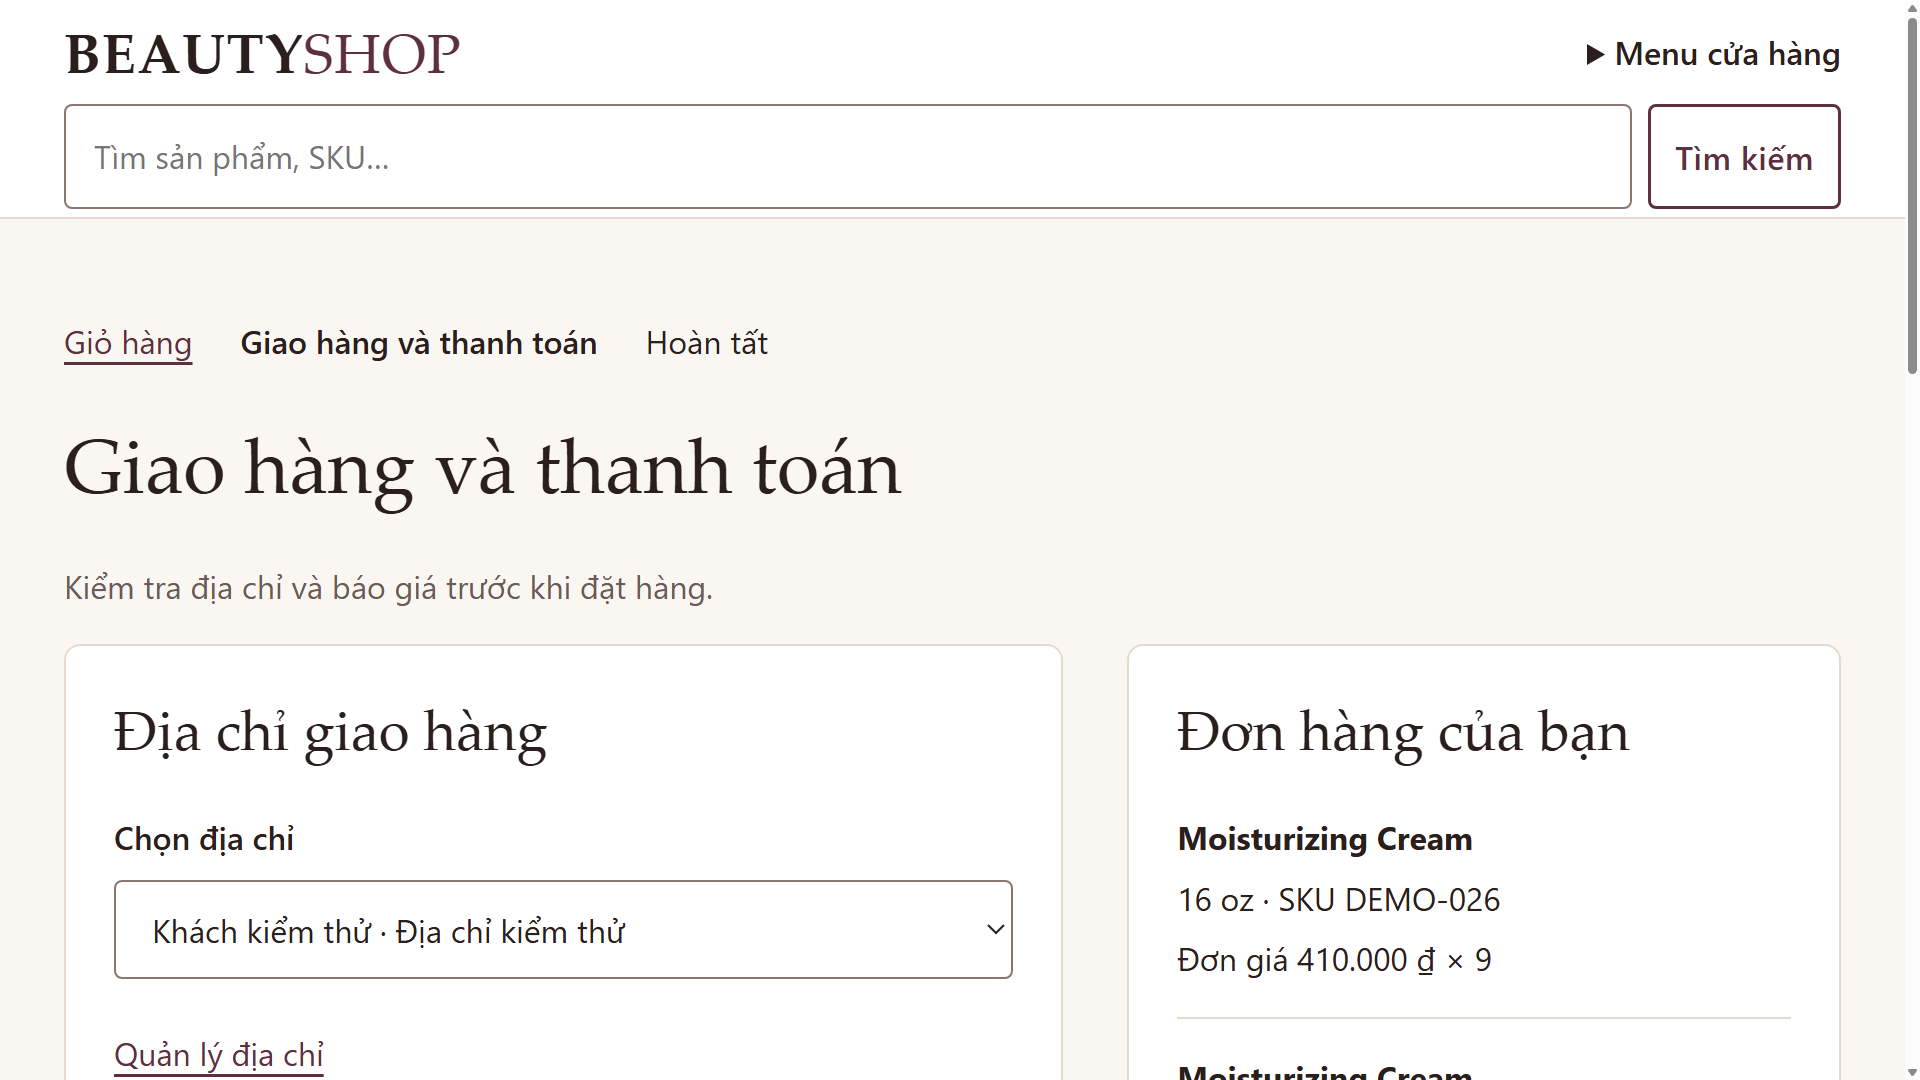 BEAUTYSHOP
Menu cửa hàng
Tìm sản phẩm, SKU...
Tìm kiếm
Giỏ hàng
Giao hàng và thanh toán
Hoàn tất
Giao hàng và thanh toán
Kiểm tra địa chỉ và báo giá trước khi đặt hàng.
Địa chỉ giao hàng
Chọn địa chỉ
Khách kiểm thử · Địa chỉ kiểm thử
Quản lý địa chỉ
Đơn hàng của bạn
Moisturizing Cream
16 oz · SKU DEMO-026
Đơn giá 410.000 ₫ × 9
Moisturizing Cream